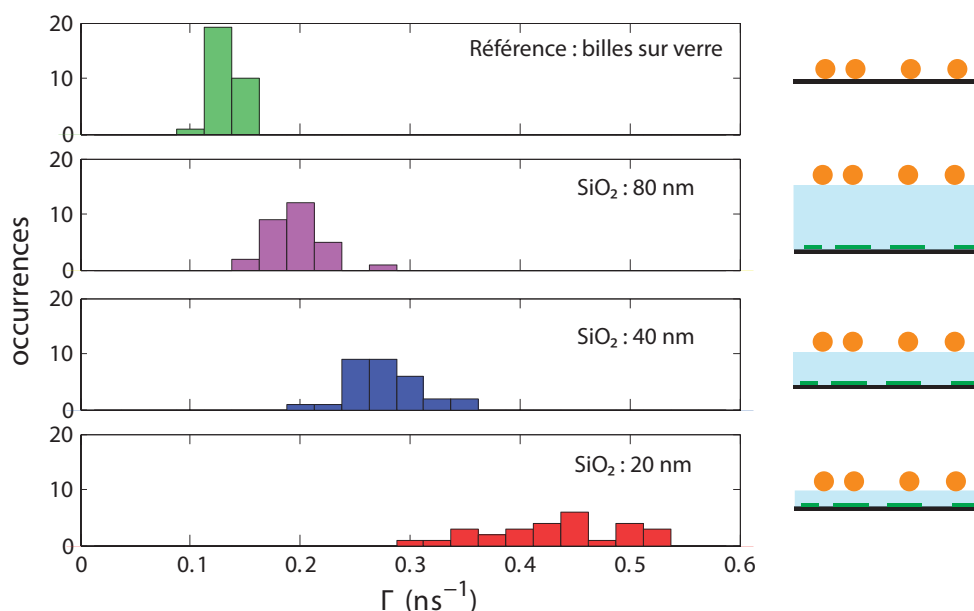 20
Référence : billes sur verre
10
0
20
SiO₂ : 80 nm
10
0
occurrences
20
SiO₂ : 40 nm
10
0
20
SiO₂ : 20 nm
10
0
0 0.1 0.2 0.3 0.4 0.5 0.6
Γ (ns⁻¹)